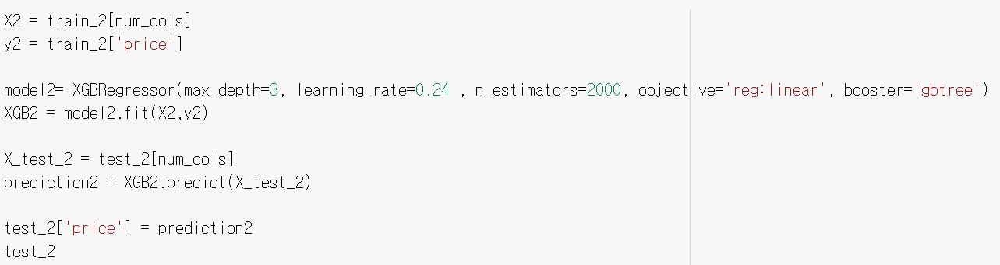 X2 = train_2[num_cols]
y2 = train_2['price']
model2= XGBRegressor(max_depth=3, learning_rate=0.24 , n_estimators=2000, objective='reg:linear', booster='gbtree')
XGB2 = model2.fit(X2,y2)
X_test_2 = test_2[num_cols]
prediction2 = XGB2.predict(X_test_2)
test_2['price'] = prediction2
test_2